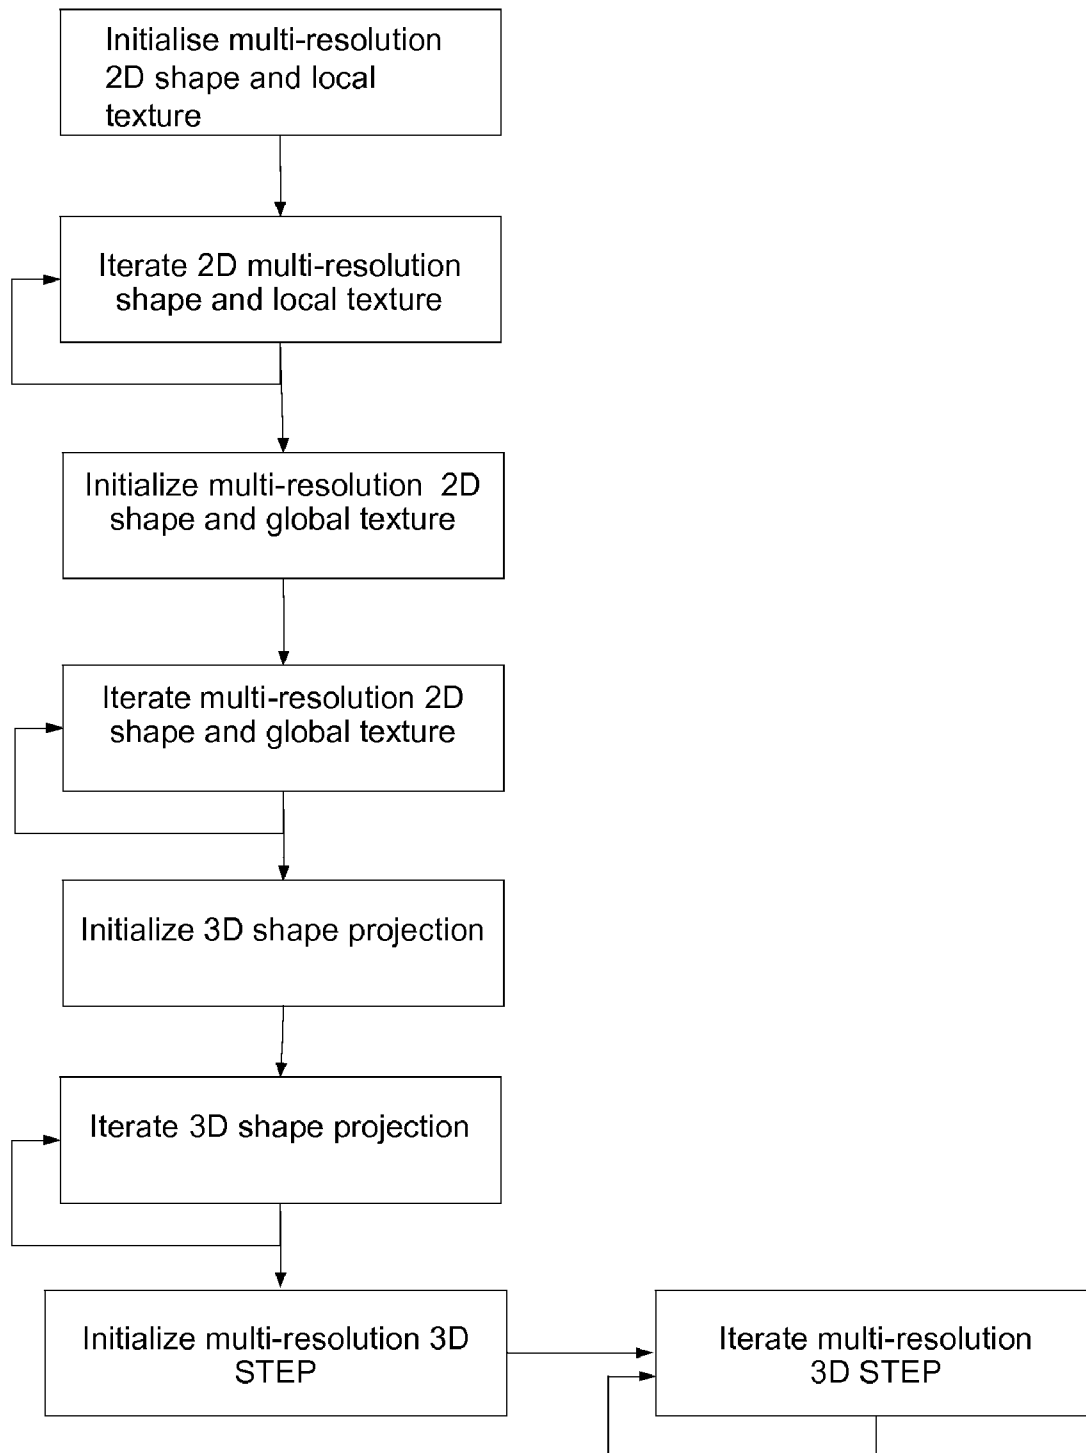 Initialise multi-resolution
2D shape and local
texture
Iterate 2D multi-resolution
shape and local texture
Initialize multi-resolution 2D
shape and global texture
Iterate multi-resolution 2D
shape and global texture
Initialize 3D shape projection
Iterate 3D shape projection
Initialize multi-resolution 3D
STEP
Iterate multi-resolution
3D STEP